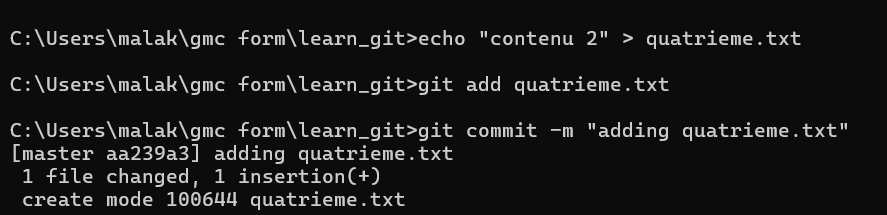 C:\Users\malak\gmc form\learn_git>echo "contenu 2" > quatrieme.txt
C:\Users\malak\gmc form\learn_git>git add quatrieme.txt
C:\Users\malak\gmc form\learn_git>git commit -m "adding quatrieme.txt"
[master aa239a3] adding quatrieme.txt
 1 file changed, 1 insertion(+)
 create mode 100644 quatrieme.txt